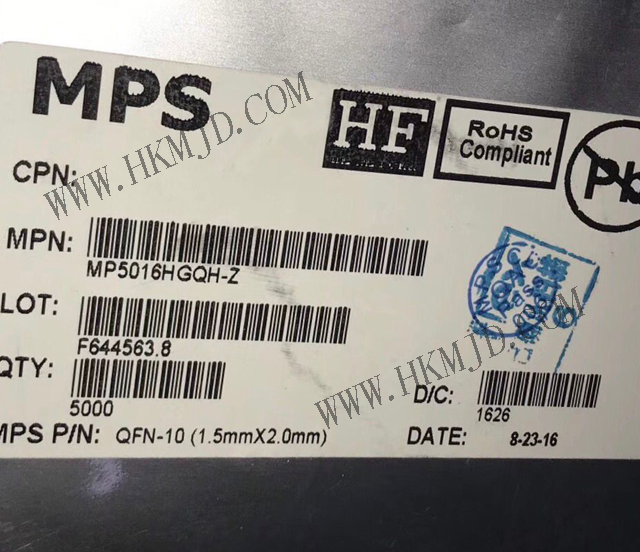 MPS
HF
RoHS
Compliant
Pb
CPN:
WWW.HKMJD.COM
MPN:
MP5016HGQH-Z
LOT:
F644563.8
QTY:
5000
D/C:
1626
WWW.HKMJD.COM
MPS P/N: QFN-10 (1.5mmX2.0mm)
DATE: 8-23-16